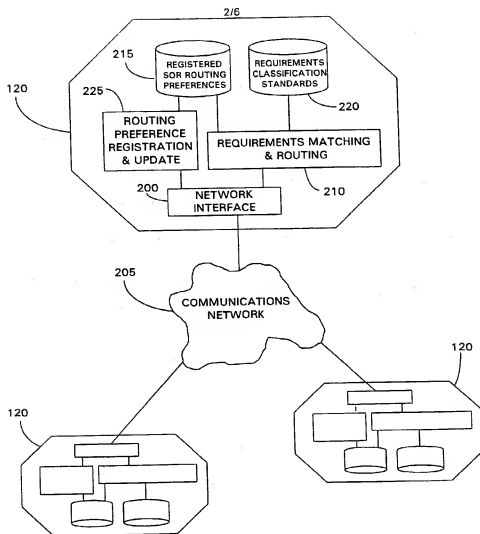 2/6
215
REGISTERED
SOR ROUTING
PREFERENCES
REQUIREMENTS
CLASSIFICATION
STANDARDS
120
225
220
ROUTING
PREFERENCE
REGISTRATION
& UPDATE
REQUIREMENTS MATCHING
& ROUTING
200
210
NETWORK
INTERFACE
205
COMMUNICATIONS
NETWORK
120
120